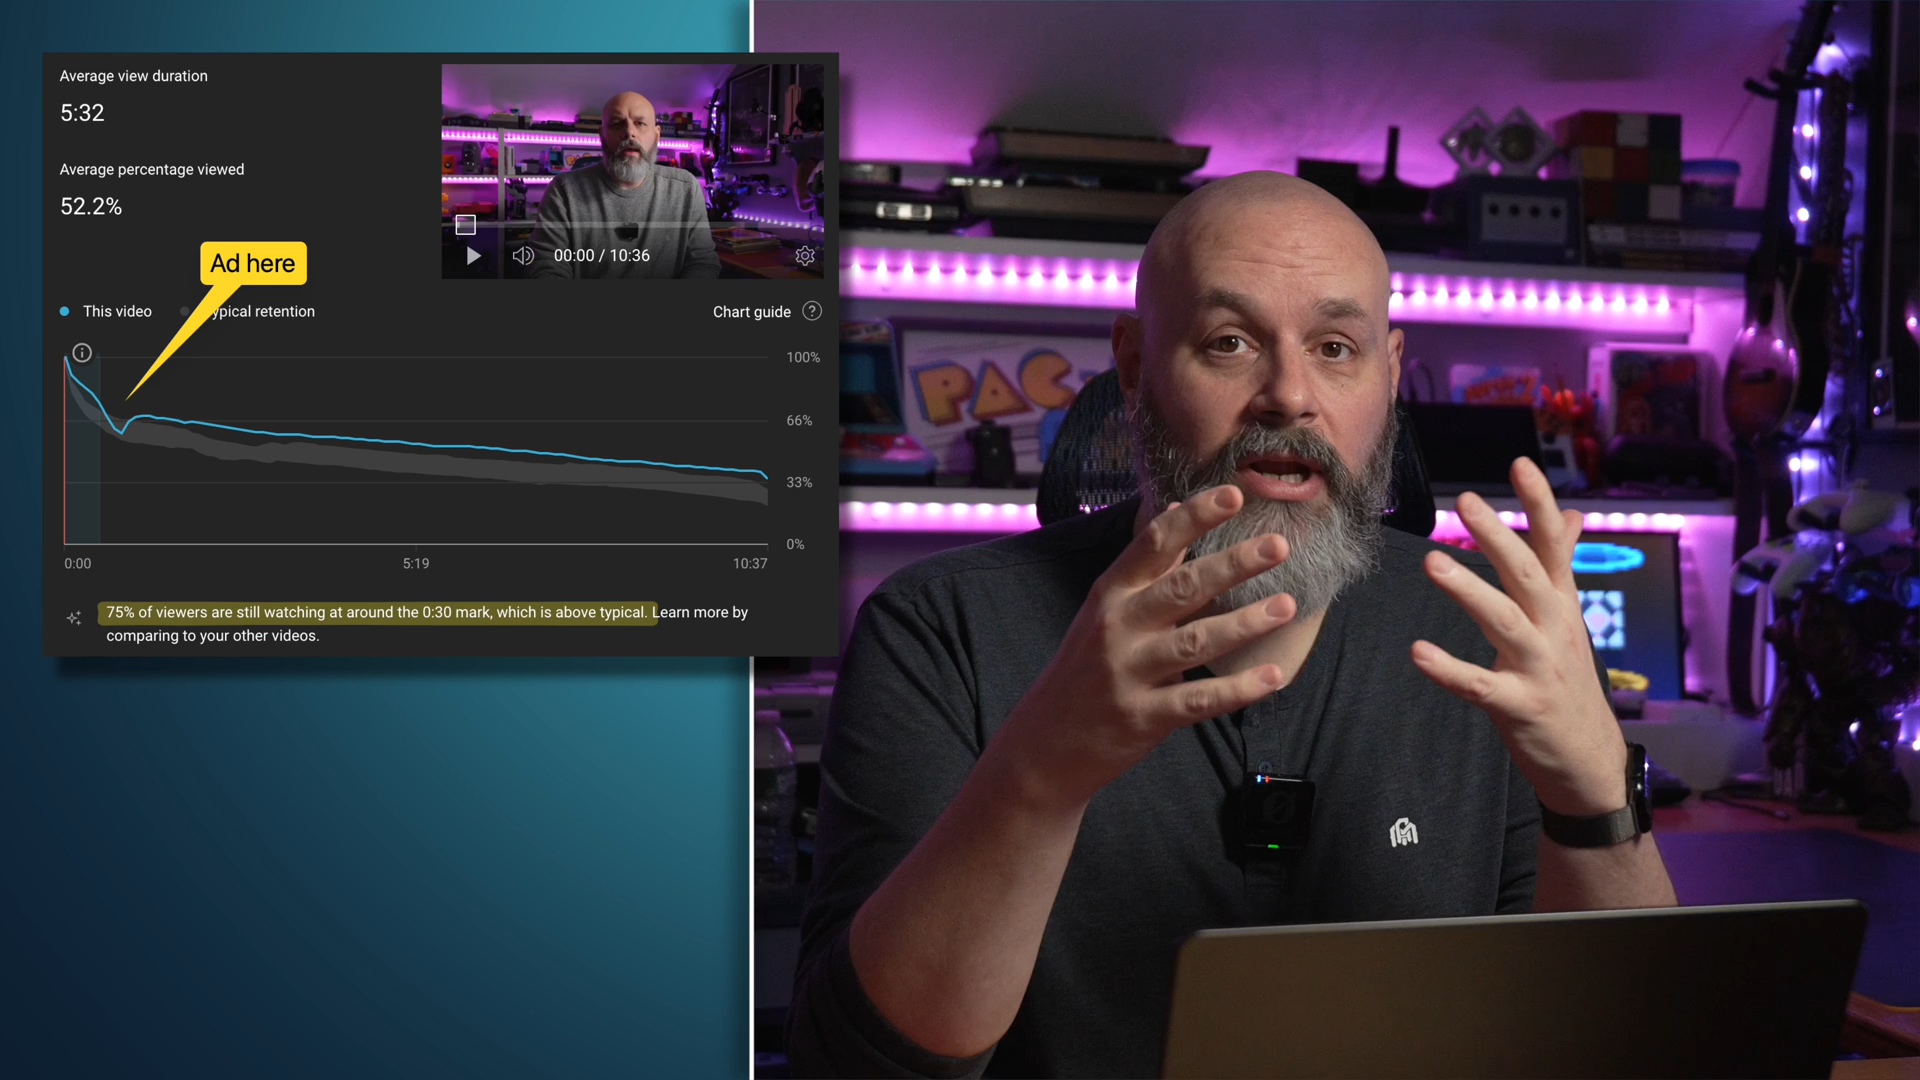 Average view duration
5:32
Average percentage viewed
52.2%
00:00 / 10:36
Ad here
This video
ypical retention
Chart guide ?
i
100%
66%
33%
0%
0:00
5:19
10:37
75% of viewers are still watching at around the 0:30 mark, which is above typical. Learn more by
comparing to your other videos.
PAC